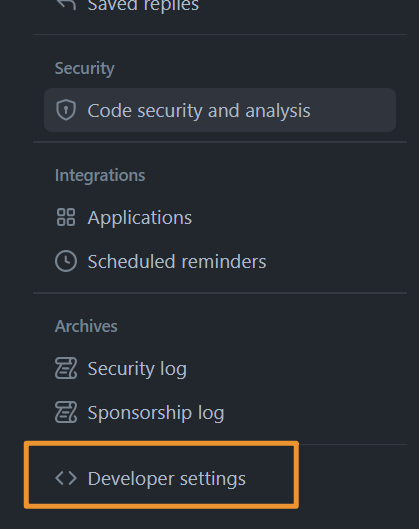 Saved replies
Security
Code security and analysis
Integrations
Applications
Scheduled reminders
Archives
Security log
Sponsorship log
Developer settings